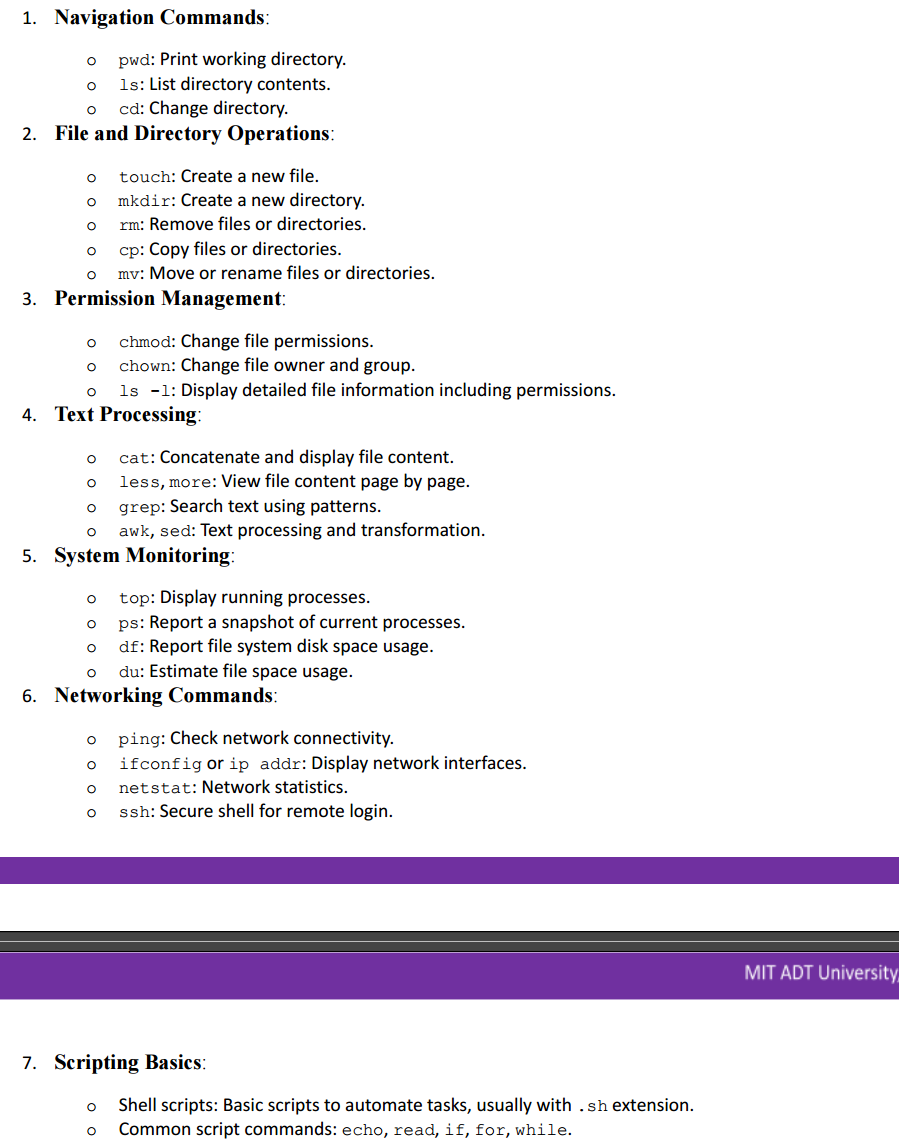 1. Navigation Commands:
o pwd: Print working directory.
o ls: List directory contents.
o cd: Change directory.
2. File and Directory Operations:
o touch: Create a new file.
o mkdir: Create a new directory.
o rm: Remove files or directories.
o cp: Copy files or directories.
o mv: Move or rename files or directories.
3. Permission Management:
o chmod: Change file permissions.
o chown: Change file owner and group.
o ls -l: Display detailed file information including permissions.
4. Text Processing:
o cat: Concatenate and display file content.
o less, more: View file content page by page.
o grep: Search text using patterns.
o awk, sed: Text processing and transformation.
5. System Monitoring:
o top: Display running processes.
o ps: Report a snapshot of current processes.
o df: Report file system disk space usage.
o du: Estimate file space usage.
6. Networking Commands:
o ping: Check network connectivity.
o ifconfig or ip addr: Display network interfaces.
o netstat: Network statistics.
o ssh: Secure shell for remote login.
MIT ADT University,
7. Scripting Basics:
o Shell scripts: Basic scripts to automate tasks, usually with .sh extension.
o Common script commands: echo, read, if, for, while.